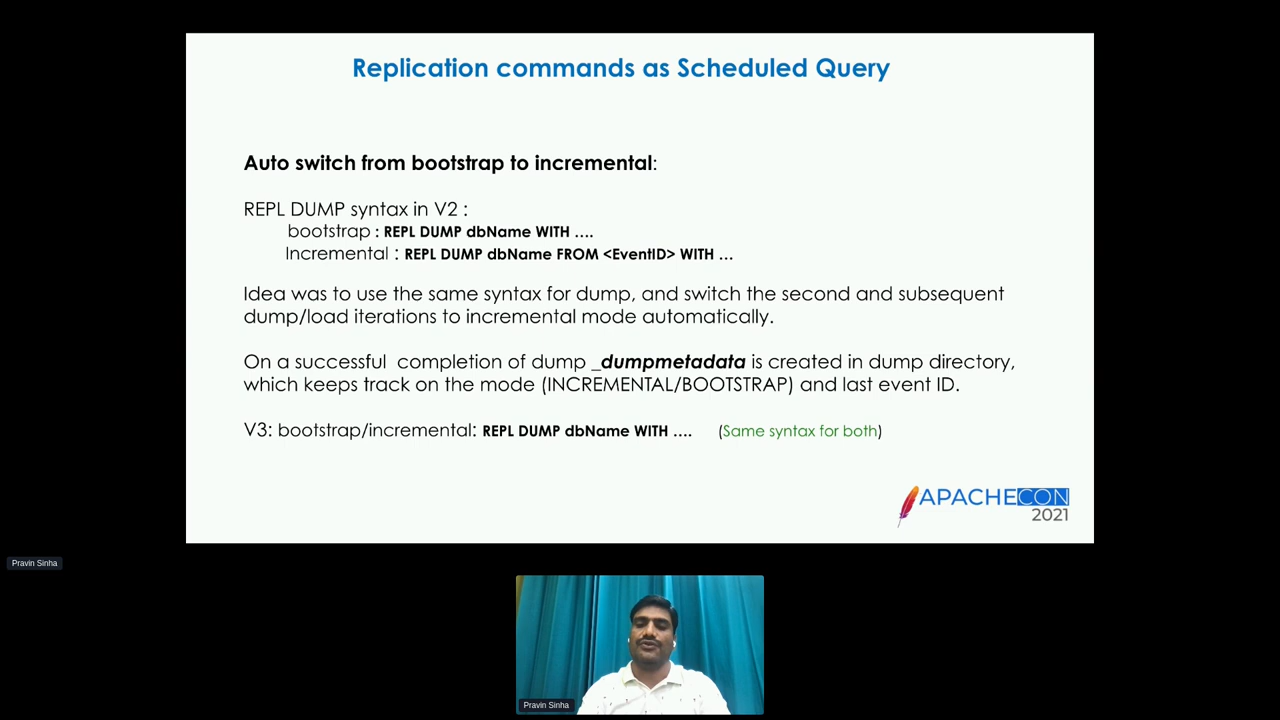 Replication commands as Scheduled Query
Auto switch from bootstrap to incremental:
REPL DUMP syntax in V2 :
bootstrap : REPL DUMP dbName WITH ....
Incremental : REPL DUMP dbName FROM <EventID> WITH ...
Idea was to use the same syntax for dump, and switch the second and subsequent
dump/load iterations to incremental mode automatically.
On a successful completion of dump _dumpmetadata is created in dump directory,
which keeps track on the mode (INCREMENTAL/BOOTSTRAP) and last event ID.
V3: bootstrap/incremental: REPL DUMP dbName WITH .... (Same syntax for both)
APACHECON
2021
Pravin Sinha
Pravin Sinha